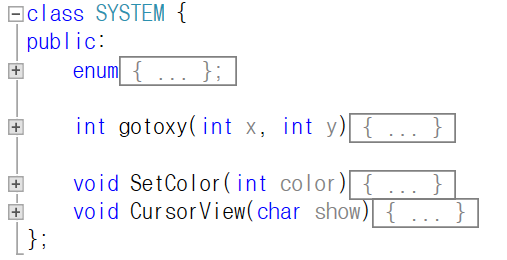 class SYSTEM {
public:
enum{ ... };
int gotoxy(int x, int y){ ... }
void SetColor(int color){ ... }
void CursorView(char show){ ... }
};